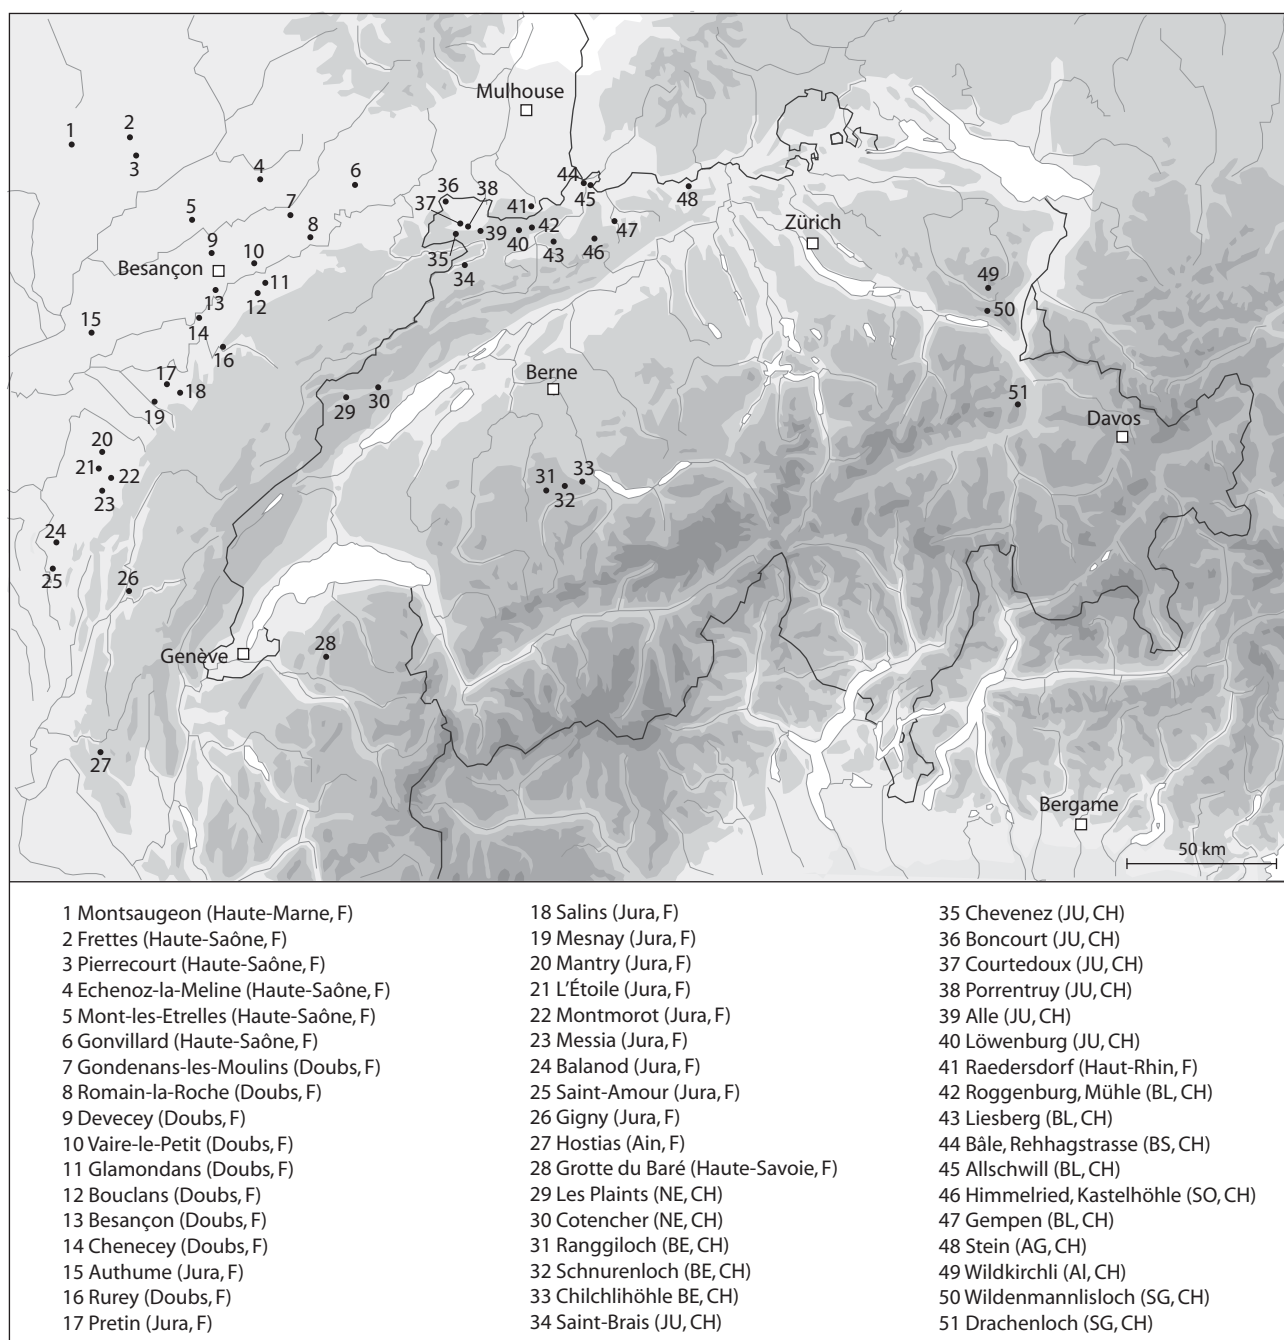 Mulhouse
1
2
3
4
6
36
38
37
41
44
45
48
5
7
8
39
40
42
43
46
47
Zürich
9
10
Besançon
11
35
34
49
13
12
50
15
14
16
Berne
17
18
19
29
30
51
Davos
20
21
22
23
31
32
33
24
25
26
28
Genève
27
Bergame
50 km
1 Montsaugeon (Haute-Marne, F)
2 Frettes (Haute-Saône, F)
3 Pierrecourt (Haute-Saône, F)
4 Echenoz-la-Meline (Haute-Saône, F)
5 Mont-les-Etrelles (Haute-Saône, F)
6 Gonvillard (Haute-Saône, F)
7 Gondenans-les-Moulins (Doubs, F)
8 Romain-la-Roche (Doubs, F)
9 Devecey (Doubs, F)
10 Vaire-le-Petit (Doubs, F)
11 Glamondans (Doubs, F)
12 Bouclans (Doubs, F)
13 Besançon (Doubs, F)
14 Chenecey (Doubs, F)
15 Authume (Jura, F)
16 Rurey (Doubs, F)
17 Pretin (Jura, F)
18 Salins (Jura, F)
19 Mesnay (Jura, F)
20 Mantry (Jura, F)
21 L'Étoile (Jura, F)
22 Montmorot (Jura, F)
23 Messia (Jura, F)
24 Balanod (Jura, F)
25 Saint-Amour (Jura, F)
26 Gigny (Jura, F)
27 Hostias (Ain, F)
28 Grotte du Baré (Haute-Savoie, F)
29 Les Plaints (NE, CH)
30 Cotencher (NE, CH)
31 Ranggiloch (BE, CH)
32 Schnurenloch (BE, CH)
33 Chilchlihöhle BE, CH)
34 Saint-Brais (JU, CH)
35 Chevenez (JU, CH)
36 Boncourt (JU, CH)
37 Courtedoux (JU, CH)
38 Porrentruy (JU, CH)
39 Alle (JU, CH)
40 Löwenburg (JU, CH)
41 Raedersdorf (Haut-Rhin, F)
42 Roggenburg, Mühle (BL, CH)
43 Liesberg (BL, CH)
44 Bâle, Rehhagstrasse (BS, CH)
45 Allschwill (BL, CH)
46 Himmelried, Kastelhöhle (SO, CH)
47 Gempen (BL, CH)
48 Stein (AG, CH)
49 Wildkirchli (AI, CH)
50 Wildenmannlisloch (SG, CH)
51 Drachenloch (SG, CH)